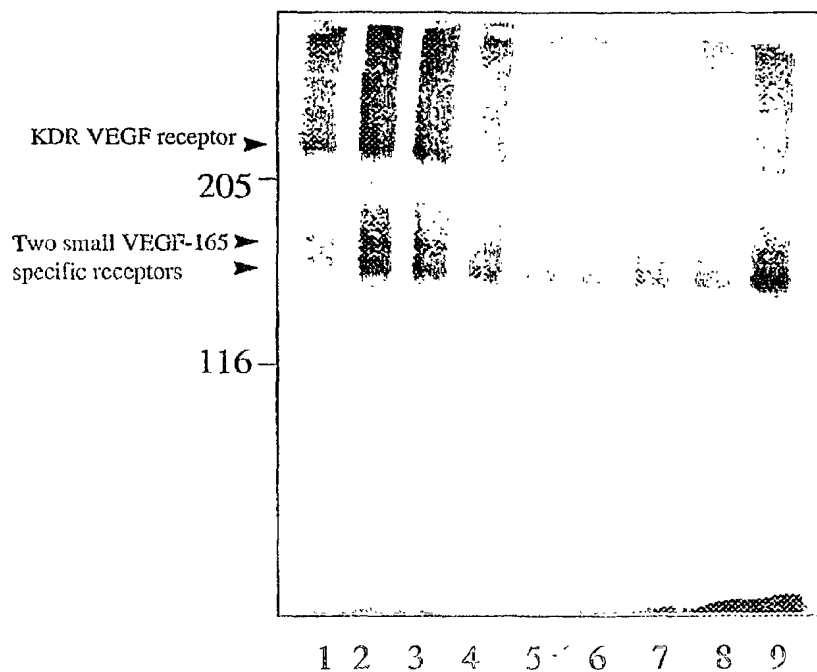 KDR VEGF receptor
205
Two small VEGF-165
specific receptors
116
1 2 3 4 5 6 7 8 9